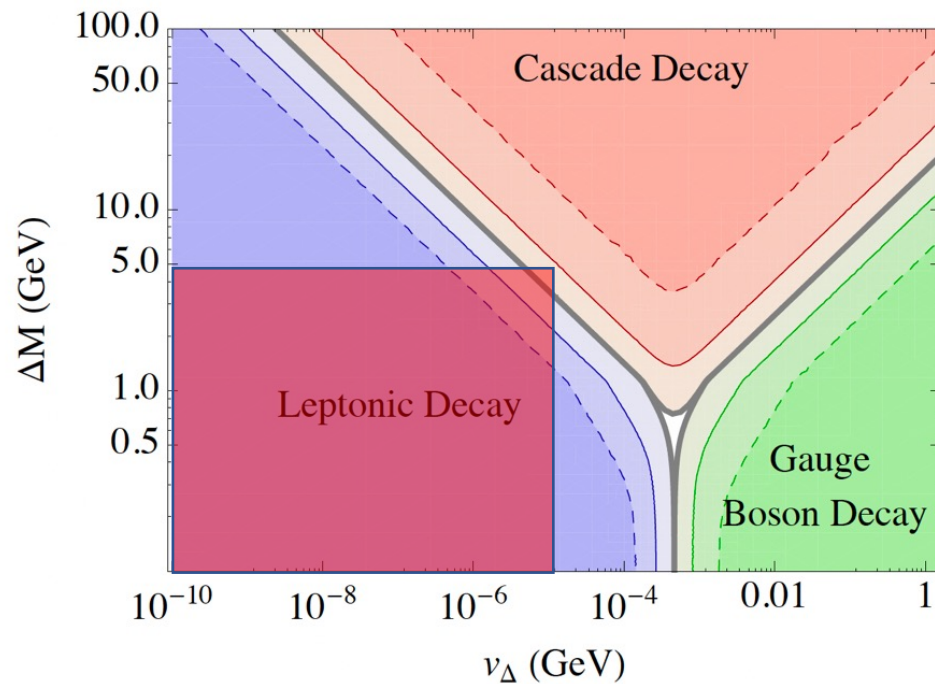 100.0
50.0
10.0
5.0
1.0
0.5
ΔM (GeV)
Cascade Decay
Leptonic Decay
Gauge
Boson Decay
10⁻¹⁰
10⁻⁸
10⁻⁶
10⁻⁴
0.01
1
v_Δ (GeV)